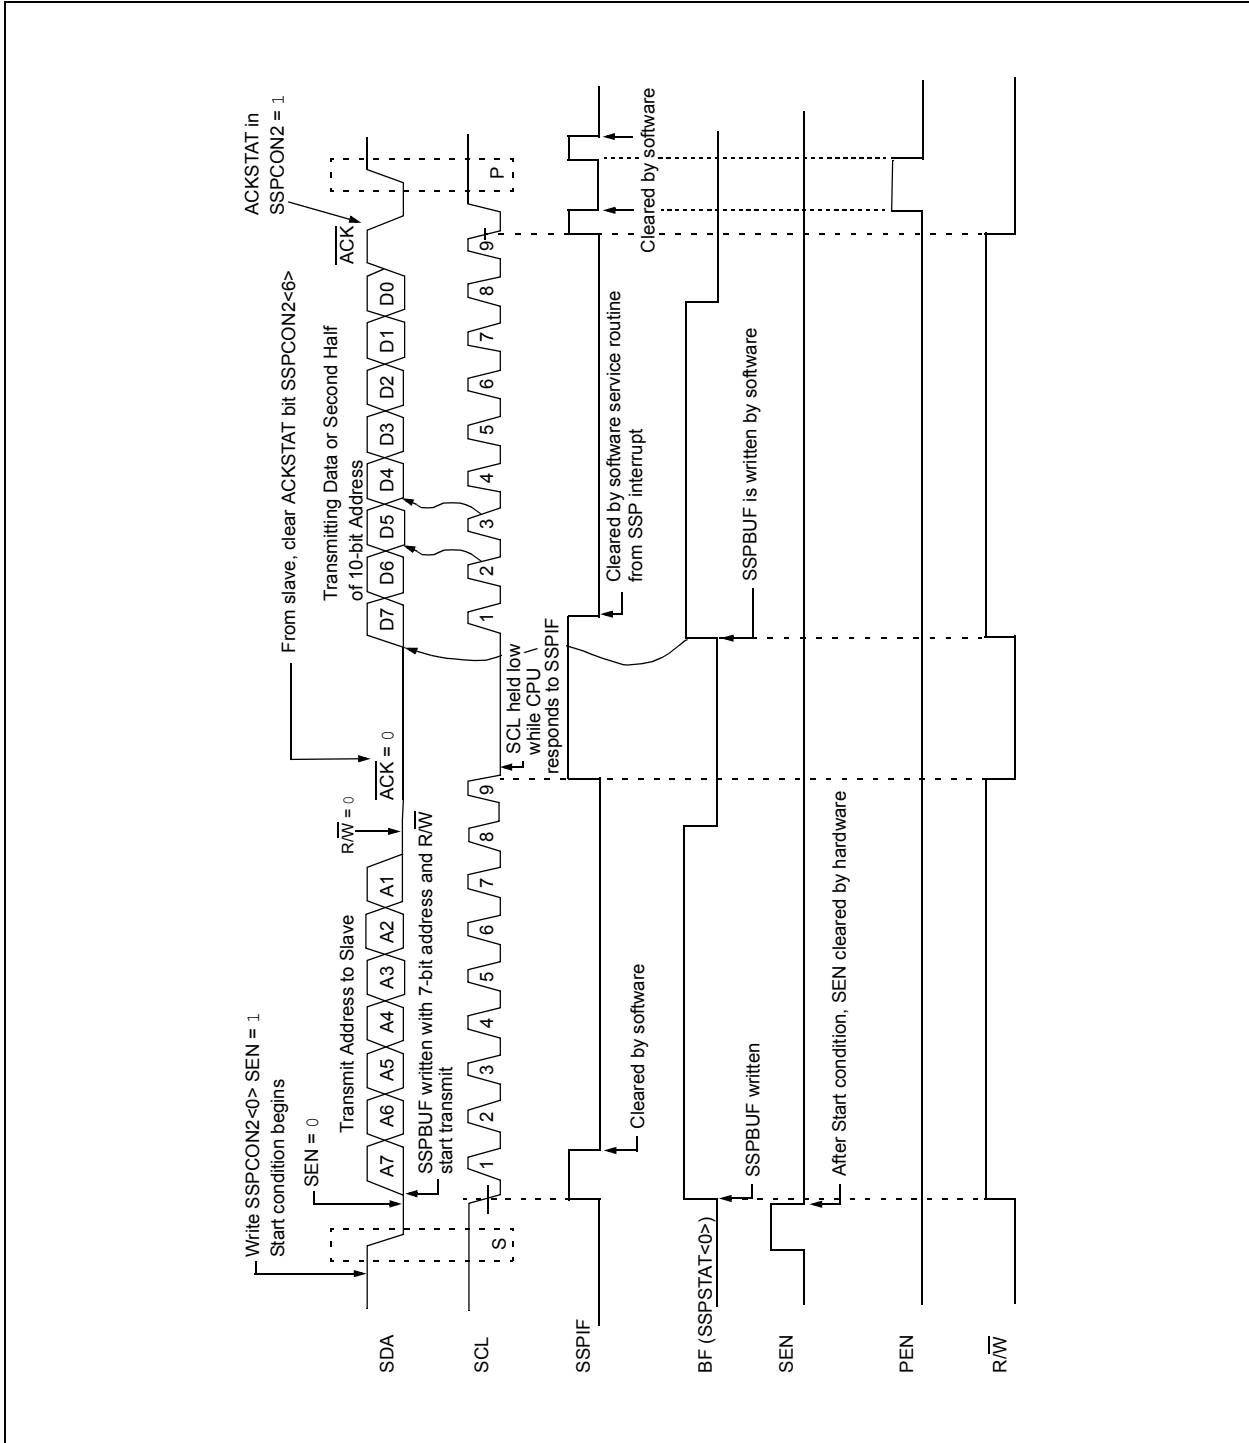 Write SSPCON2<0> SEN = 1
Start condition begins
SEN = 0
Transmit Address to Slave
R/W = 0
From slave, clear ACKSTAT bit SSPCON2<6>
ACK = 0
Transmitting Data or Second Half
of 10-bit Address
ACK
ACKSTAT in
SSPCON2 = 1
SDA
A7 A6 A5 A4 A3 A2 A1
D7 D6 D5 D4 D3 D2 D1 D0
SSPBUF written with 7-bit address and R/W
start transmit
SCL
S
1 2 3 4 5 6 7 8 9
1 2 3 4 5 6 7 8 9
P
SCL held low
while CPU
responds to SSPIF
SSPIF
Cleared by software
Cleared by software service routine
from SSP interrupt
Cleared by software
BF (SSPSTAT<0>)
SSPBUF written
SSPBUF is written by software
SEN
After Start condition, SEN cleared by hardware
PEN
R/W